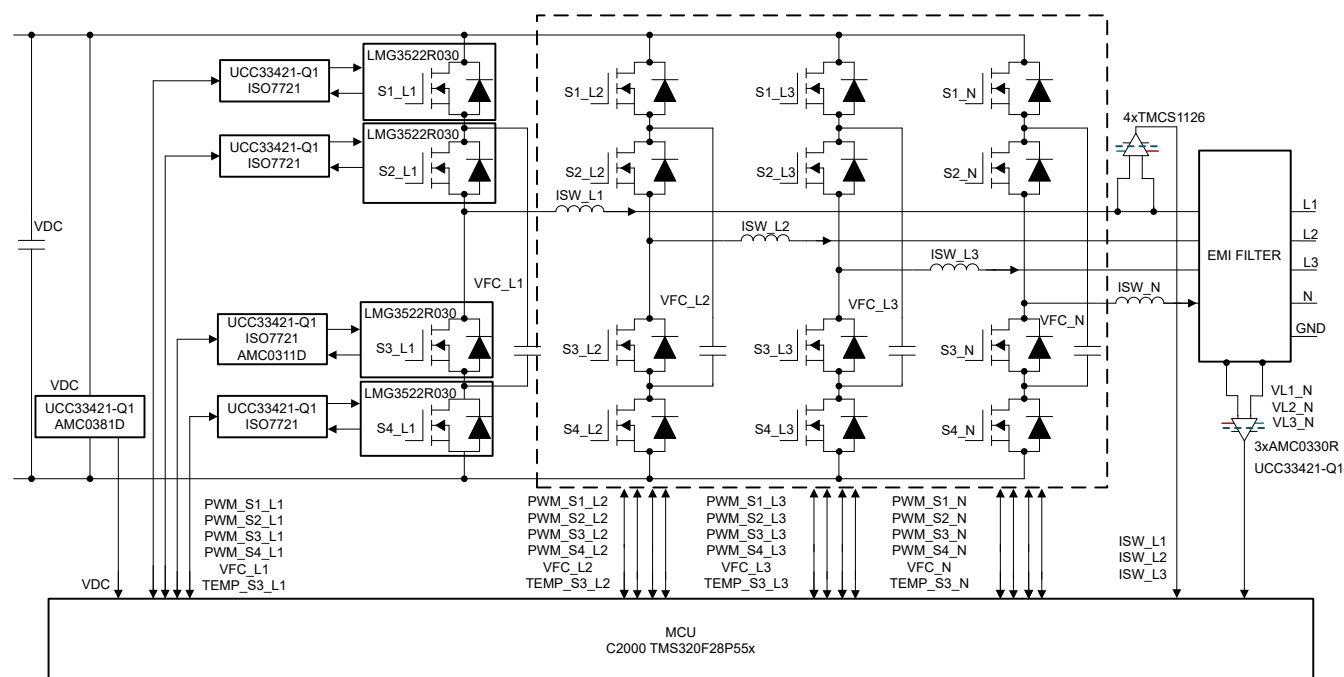 LMG3522R030
UCC33421-Q1
ISO7721
S1_L1
S1_L2
S1_L3
S1_N
4xTMCS1126
LMG3522R030
UCC33421-Q1
ISO7721
S2_L1
S2_L2
S2_L3
S2_N
ISW_L1
L1
VDC
ISW_L2
L2
EMI FILTER
ISW_L3
L3
VFC_L1
ISW_N
N
VFC_L2
VFC_L3
VFC_N
GND
LMG3522R030
UCC33421-Q1
ISO7721
AMC0311D
S3_L1
S3_L2
S3_L3
S3_N
VDC
UCC33421-Q1
AMC0381D
LMG3522R030
UCC33421-Q1
ISO7721
S4_L1
S4_L2
S4_L3
S4_N
VL1_N
VL2_N
VL3_N
3xAMC0330R
UCC33421-Q1
PWM_S1_L1
PWM_S2_L1
PWM_S3_L1
PWM_S4_L1
VFC_L1
TEMP_S3_L1
PWM_S1_L2
PWM_S2_L2
PWM_S3_L2
PWM_S4_L2
VFC_L2
TEMP_S3_L2
PWM_S1_L3
PWM_S2_L3
PWM_S3_L3
PWM_S4_L3
VFC_L3
TEMP_S3_L3
PWM_S1_N
PWM_S2_N
PWM_S3_N
PWM_S4_N
VFC_N
TEMP_S3_N
ISW_L1
ISW_L2
ISW_L3
VDC
MCU
C2000 TMS320F28P55x